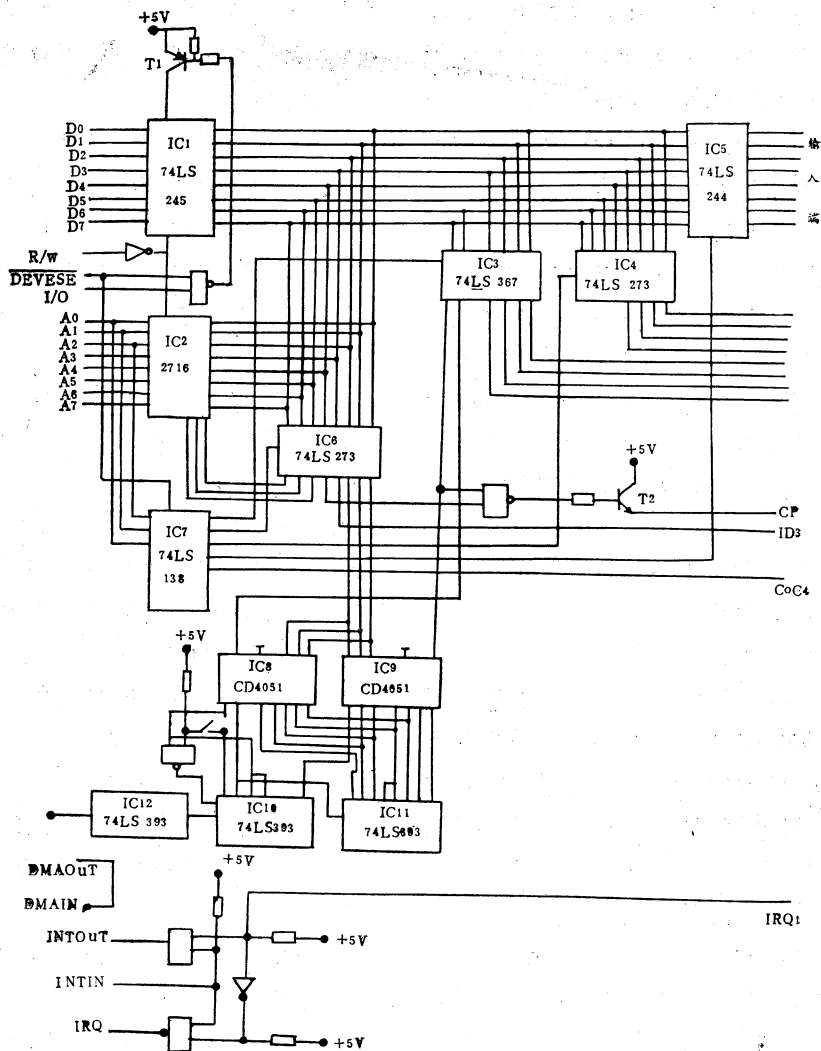 +5V
T1
D0
D1
D2
D3
D4
D5
D6
D7
IC1
74LS
245
IC5
74LS
244
输
入
端
R/W
DEVESE
I/O
IC3
74LS 367
IC4
74LS 273
A0
A1
A2
A3
A4
A5
A6
A7
IC2
2716
IC6
74LS 273
+5V
T2
CP
ID3
IC7
74LS
138
CoC4
+5V
IC8
CD4051
IC9
CD4051
IC12
74LS 393
IC10
74LS393
IC11
74LS393
DMAOuT
DMAIN
+5V
IRQ1
INTOuT
+5V
INTIN
IRQ
+5V